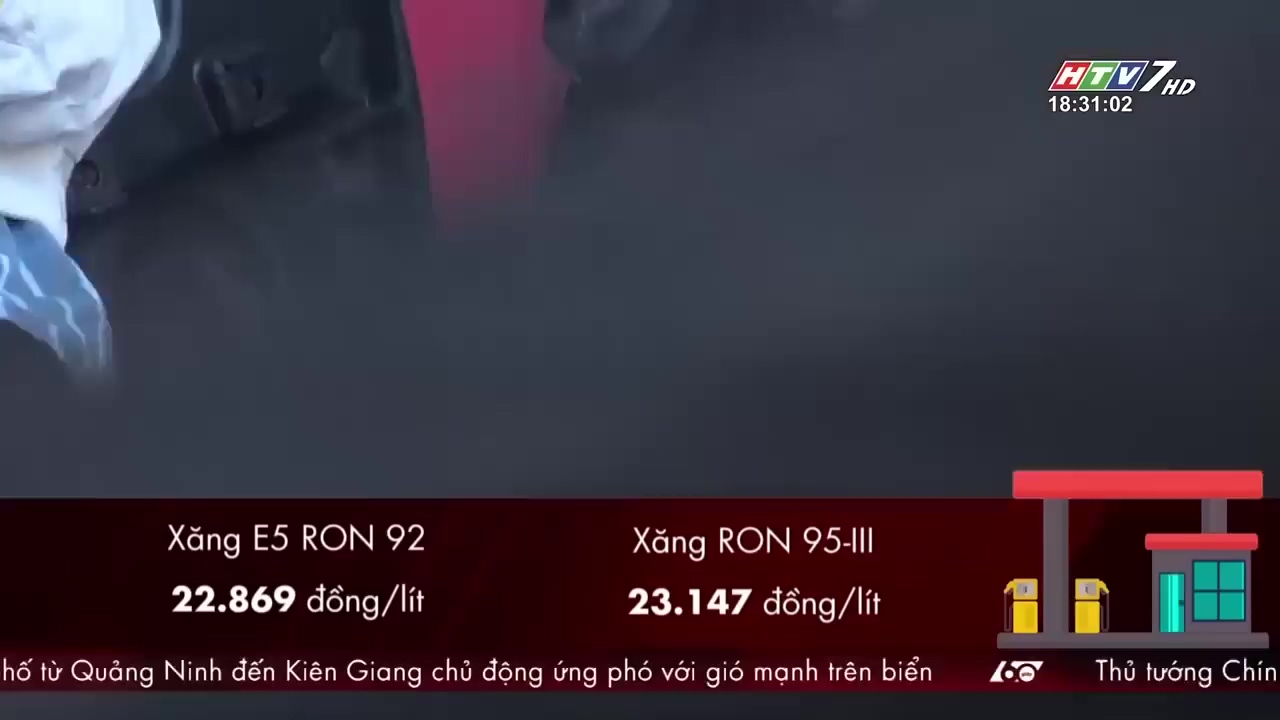 HTV7 HD
18:31:02
Xăng E5 RON 92
22.869 đồng/lít
Xăng RON 95-III
23.147 đồng/lít
từ Quảng Ninh đến Kiên Giang chủ động ứng phó với gió mạnh trên biển
Thủ tướng